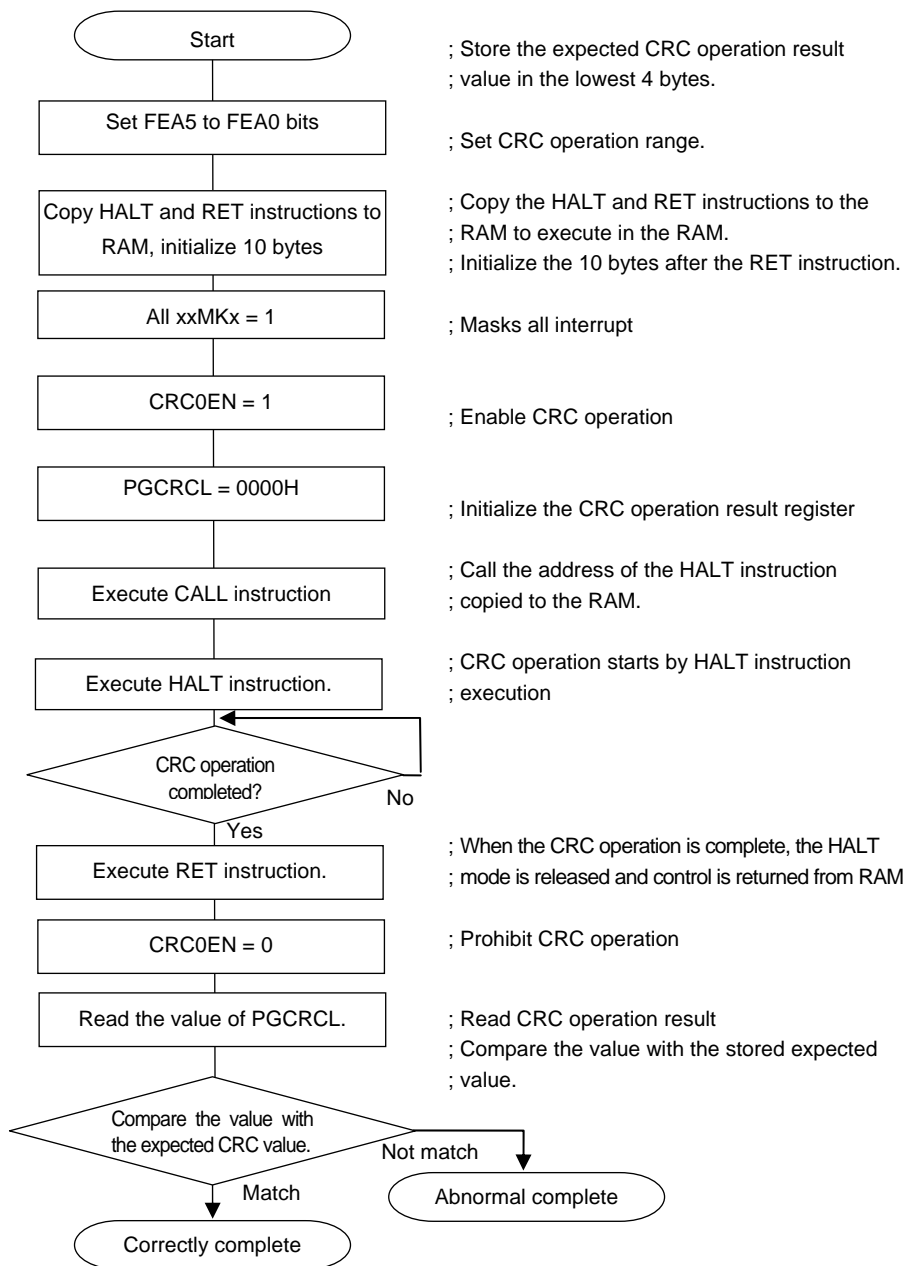 Start
; Store the expected CRC operation result
; value in the lowest 4 bytes.
Set FEA5 to FEA0 bits
; Set CRC operation range.
Copy HALT and RET instructions to
RAM, initialize 10 bytes
; Copy the HALT and RET instructions to the
; RAM to execute in the RAM.
; Initialize the 10 bytes after the RET instruction.
All xxMKx = 1
; Masks all interrupt
CRC0EN = 1
; Enable CRC operation
PGCRCL = 0000H
; Initialize the CRC operation result register
Execute CALL instruction
; Call the address of the HALT instruction
; copied to the RAM.
Execute HALT instruction.
; CRC operation starts by HALT instruction
; execution
CRC operation
completed?
No
Yes
Execute RET instruction.
; When the CRC operation is complete, the HALT
; mode is released and control is returned from RAM
CRC0EN = 0
; Prohibit CRC operation
Read the value of PGCRCL.
; Read CRC operation result
; Compare the value with the stored expected
; value.
Compare the value with
the expected CRC value.
Not match
Match
Abnormal complete
Correctly complete